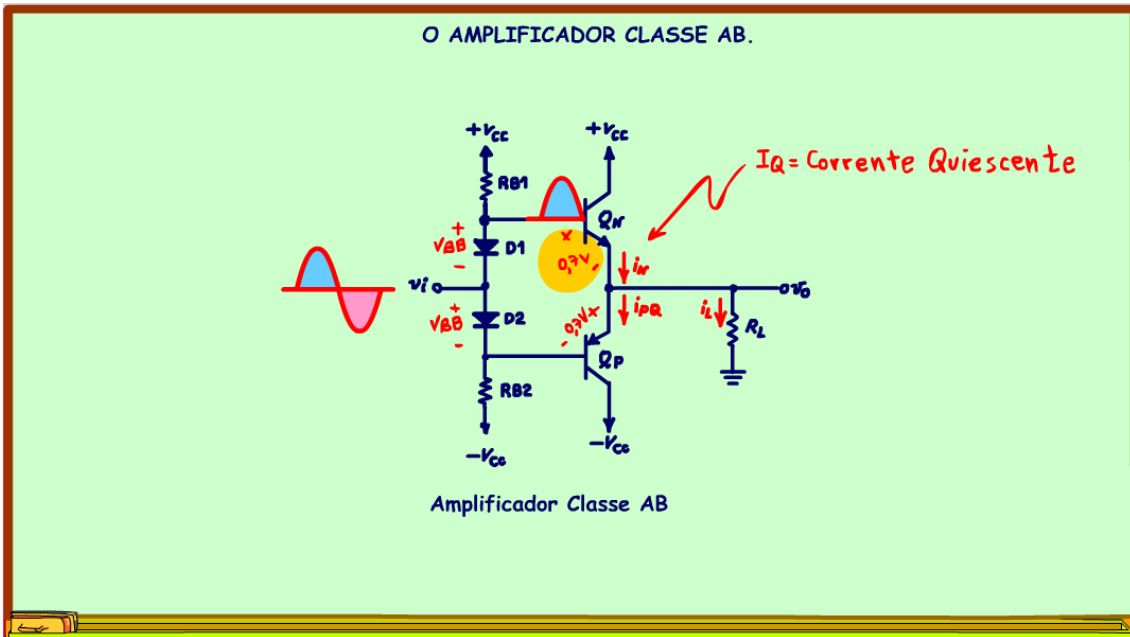 O AMPLIFICADOR CLASSE AB.
+VCC
+VCC
IQ = Corrente Quiescente
RB1
QN
+
VBB
-
D1
+
0,7V
-
iN
vi
vo
+
VBB
-
D2
0,7V
+
-
iPQ
iL
RL
QP
RB2
-VCC
-VCC
Amplificador Classe AB